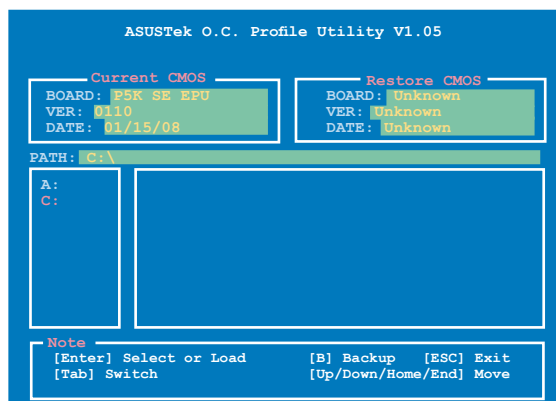 ASUSTek O.C. Profile Utility V1.05
Current CMOS
BOARD: P5K SE EPU
VER: 0110
DATE: 01/15/08
Restore CMOS
BOARD: Unknown
VER: Unknown
DATE: Unknown
PATH: C:\
A:
C:
Note
[Enter] Select or Load [B] Backup [ESC] Exit
[Tab] Switch [Up/Down/Home/End] Move